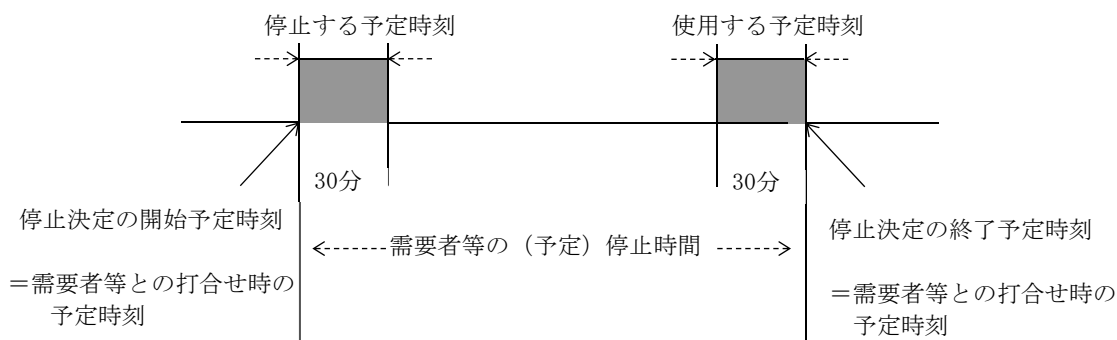 停止する予定時刻
使用する予定時刻
30分
30分
停止決定の開始予定時刻
＝需要者等との打合せ時の
予定時刻
需要者等の（予定）停止時間
停止決定の終了予定時刻
＝需要者等との打合せ時の
予定時刻